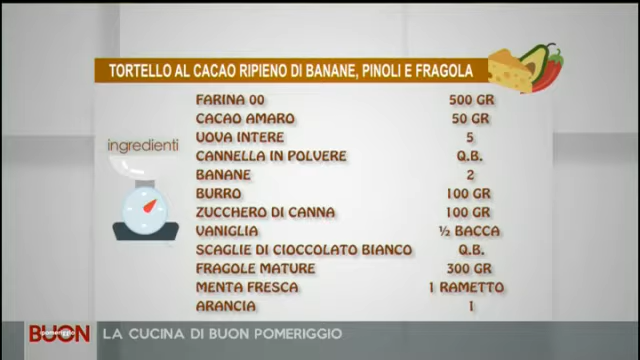 TORTELLO AL CACAO RIPIENO DI BANANE, PINOLI E FRAGOLA
ingredienti
FARINA 00 500 GR
CACAO AMARO 50 GR
UOVA INTERE 5
CANNELLA IN POLVERE Q.B.
BANANE 2
BURRO 100 GR
ZUCCHERO DI CANNA 100 GR
VANIGLIA ½ BACCA
SCAGLIE DI CIOCCOLATO BIANCO Q.B.
FRAGOLE MATURE 300 GR
MENTA FRESCA 1 RAMETTO
ARANCIA 1
BUON pomeriggio LA CUCINA DI BUON POMERIGGIO